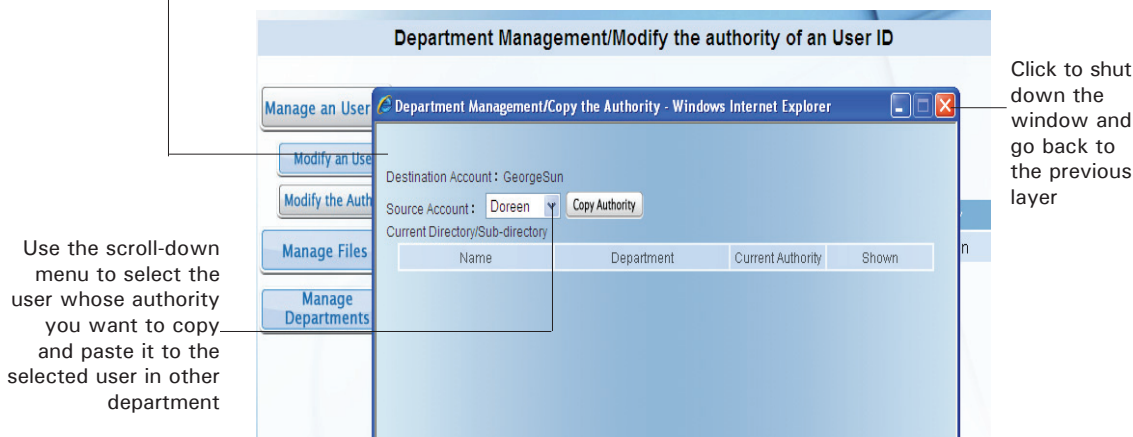 Department Management/Modify the authority of an User ID
Click to shut
down the
window and
go back to
the previous
layer
Manage an User
Department Management/Copy the Authority - Windows Internet Explorer
Modify an Use
Destination Account: GeorgeSun
Modify the Auth
Source Account: Doreen Copy Authority
Current Directory/Sub-directory
Manage Files
Name Department Current Authority Shown
n
Manage
Departments
Use the scroll-down
menu to select the
user whose authority
you want to copy
and paste it to the
selected user in other
department